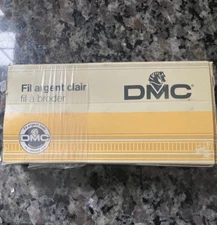 Fil argent clair
fil à broder
DMC
DMC